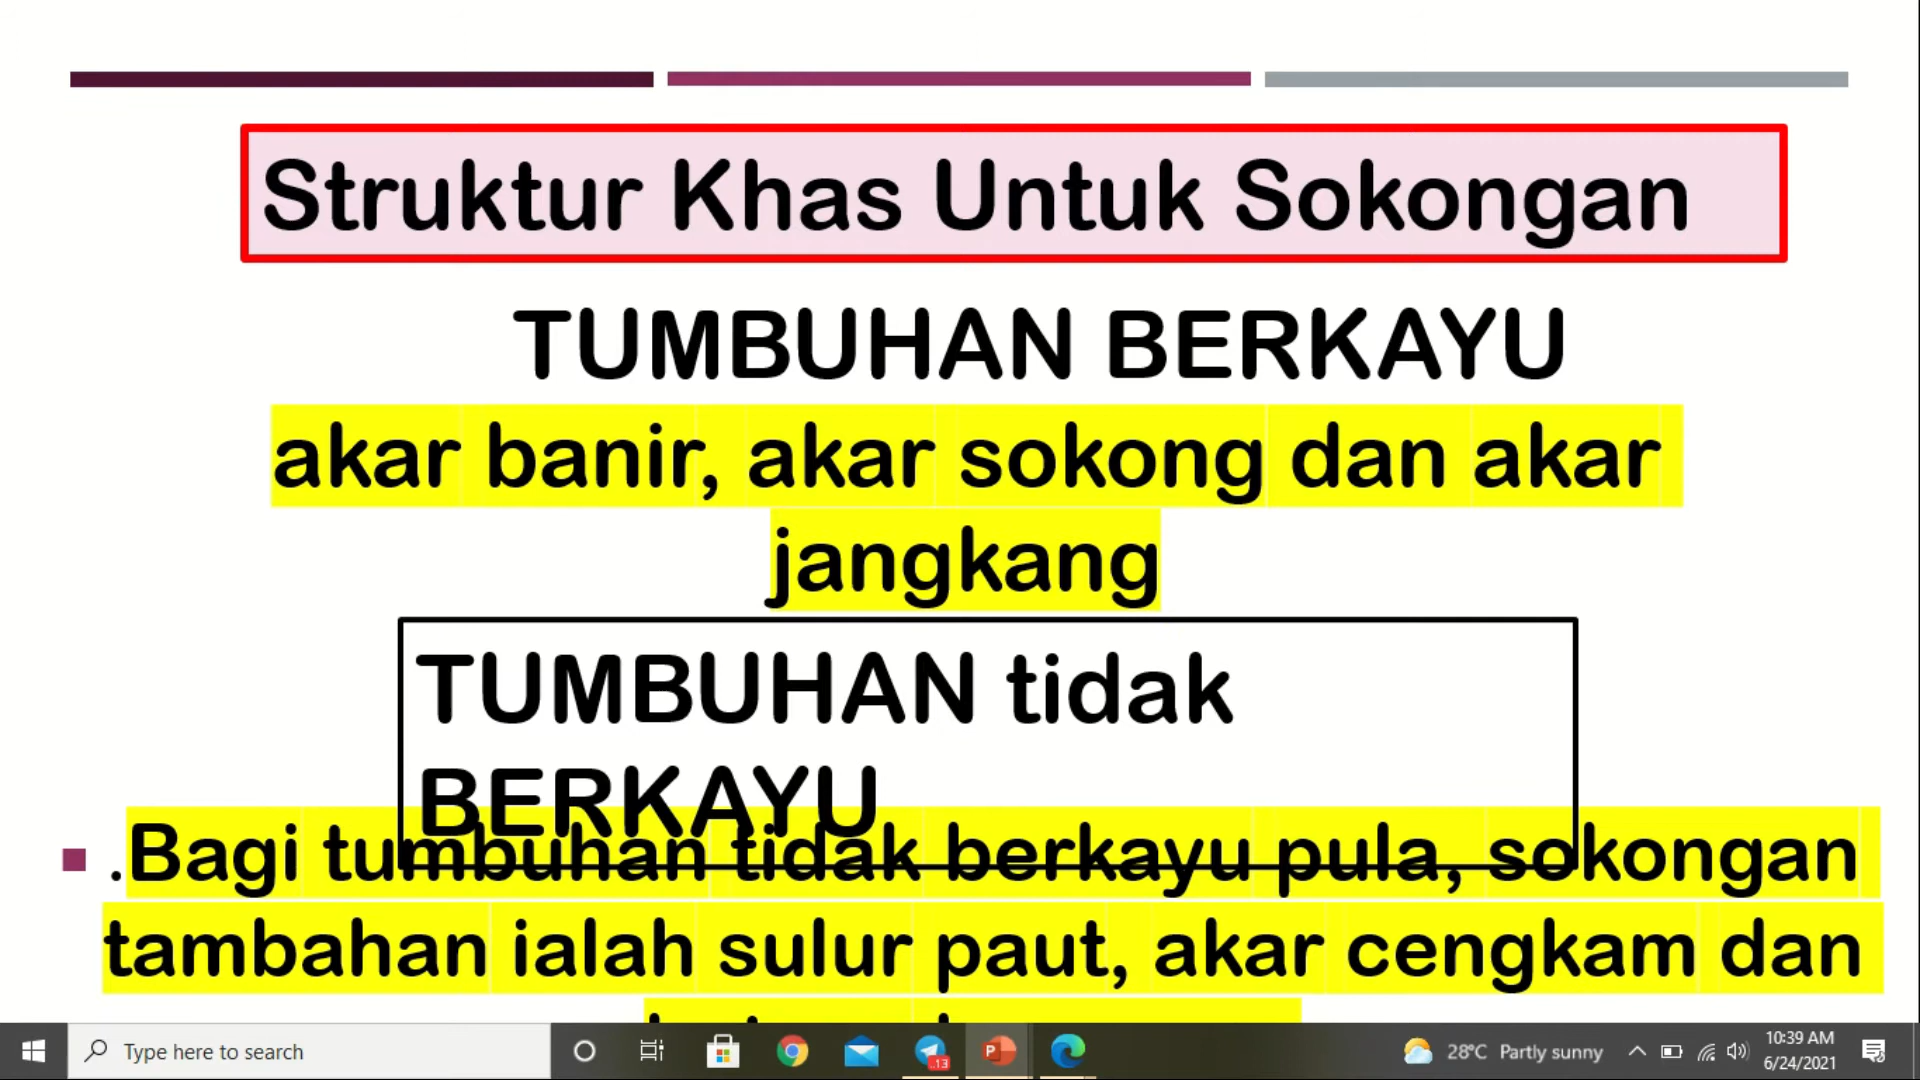 Struktur Khas Untuk Sokongan
TUMBUHAN BERKAYU
akar banir, akar sokong dan akar
jangkang
TUMBUHAN tidak
BERKAYU
.Bagi tumbuhan tidak berkayu pula, sokongan
tambahan ialah sulur paut, akar cengkam dan
Type here to search
13
28°C Partly sunny
10:39 AM
6/24/2021